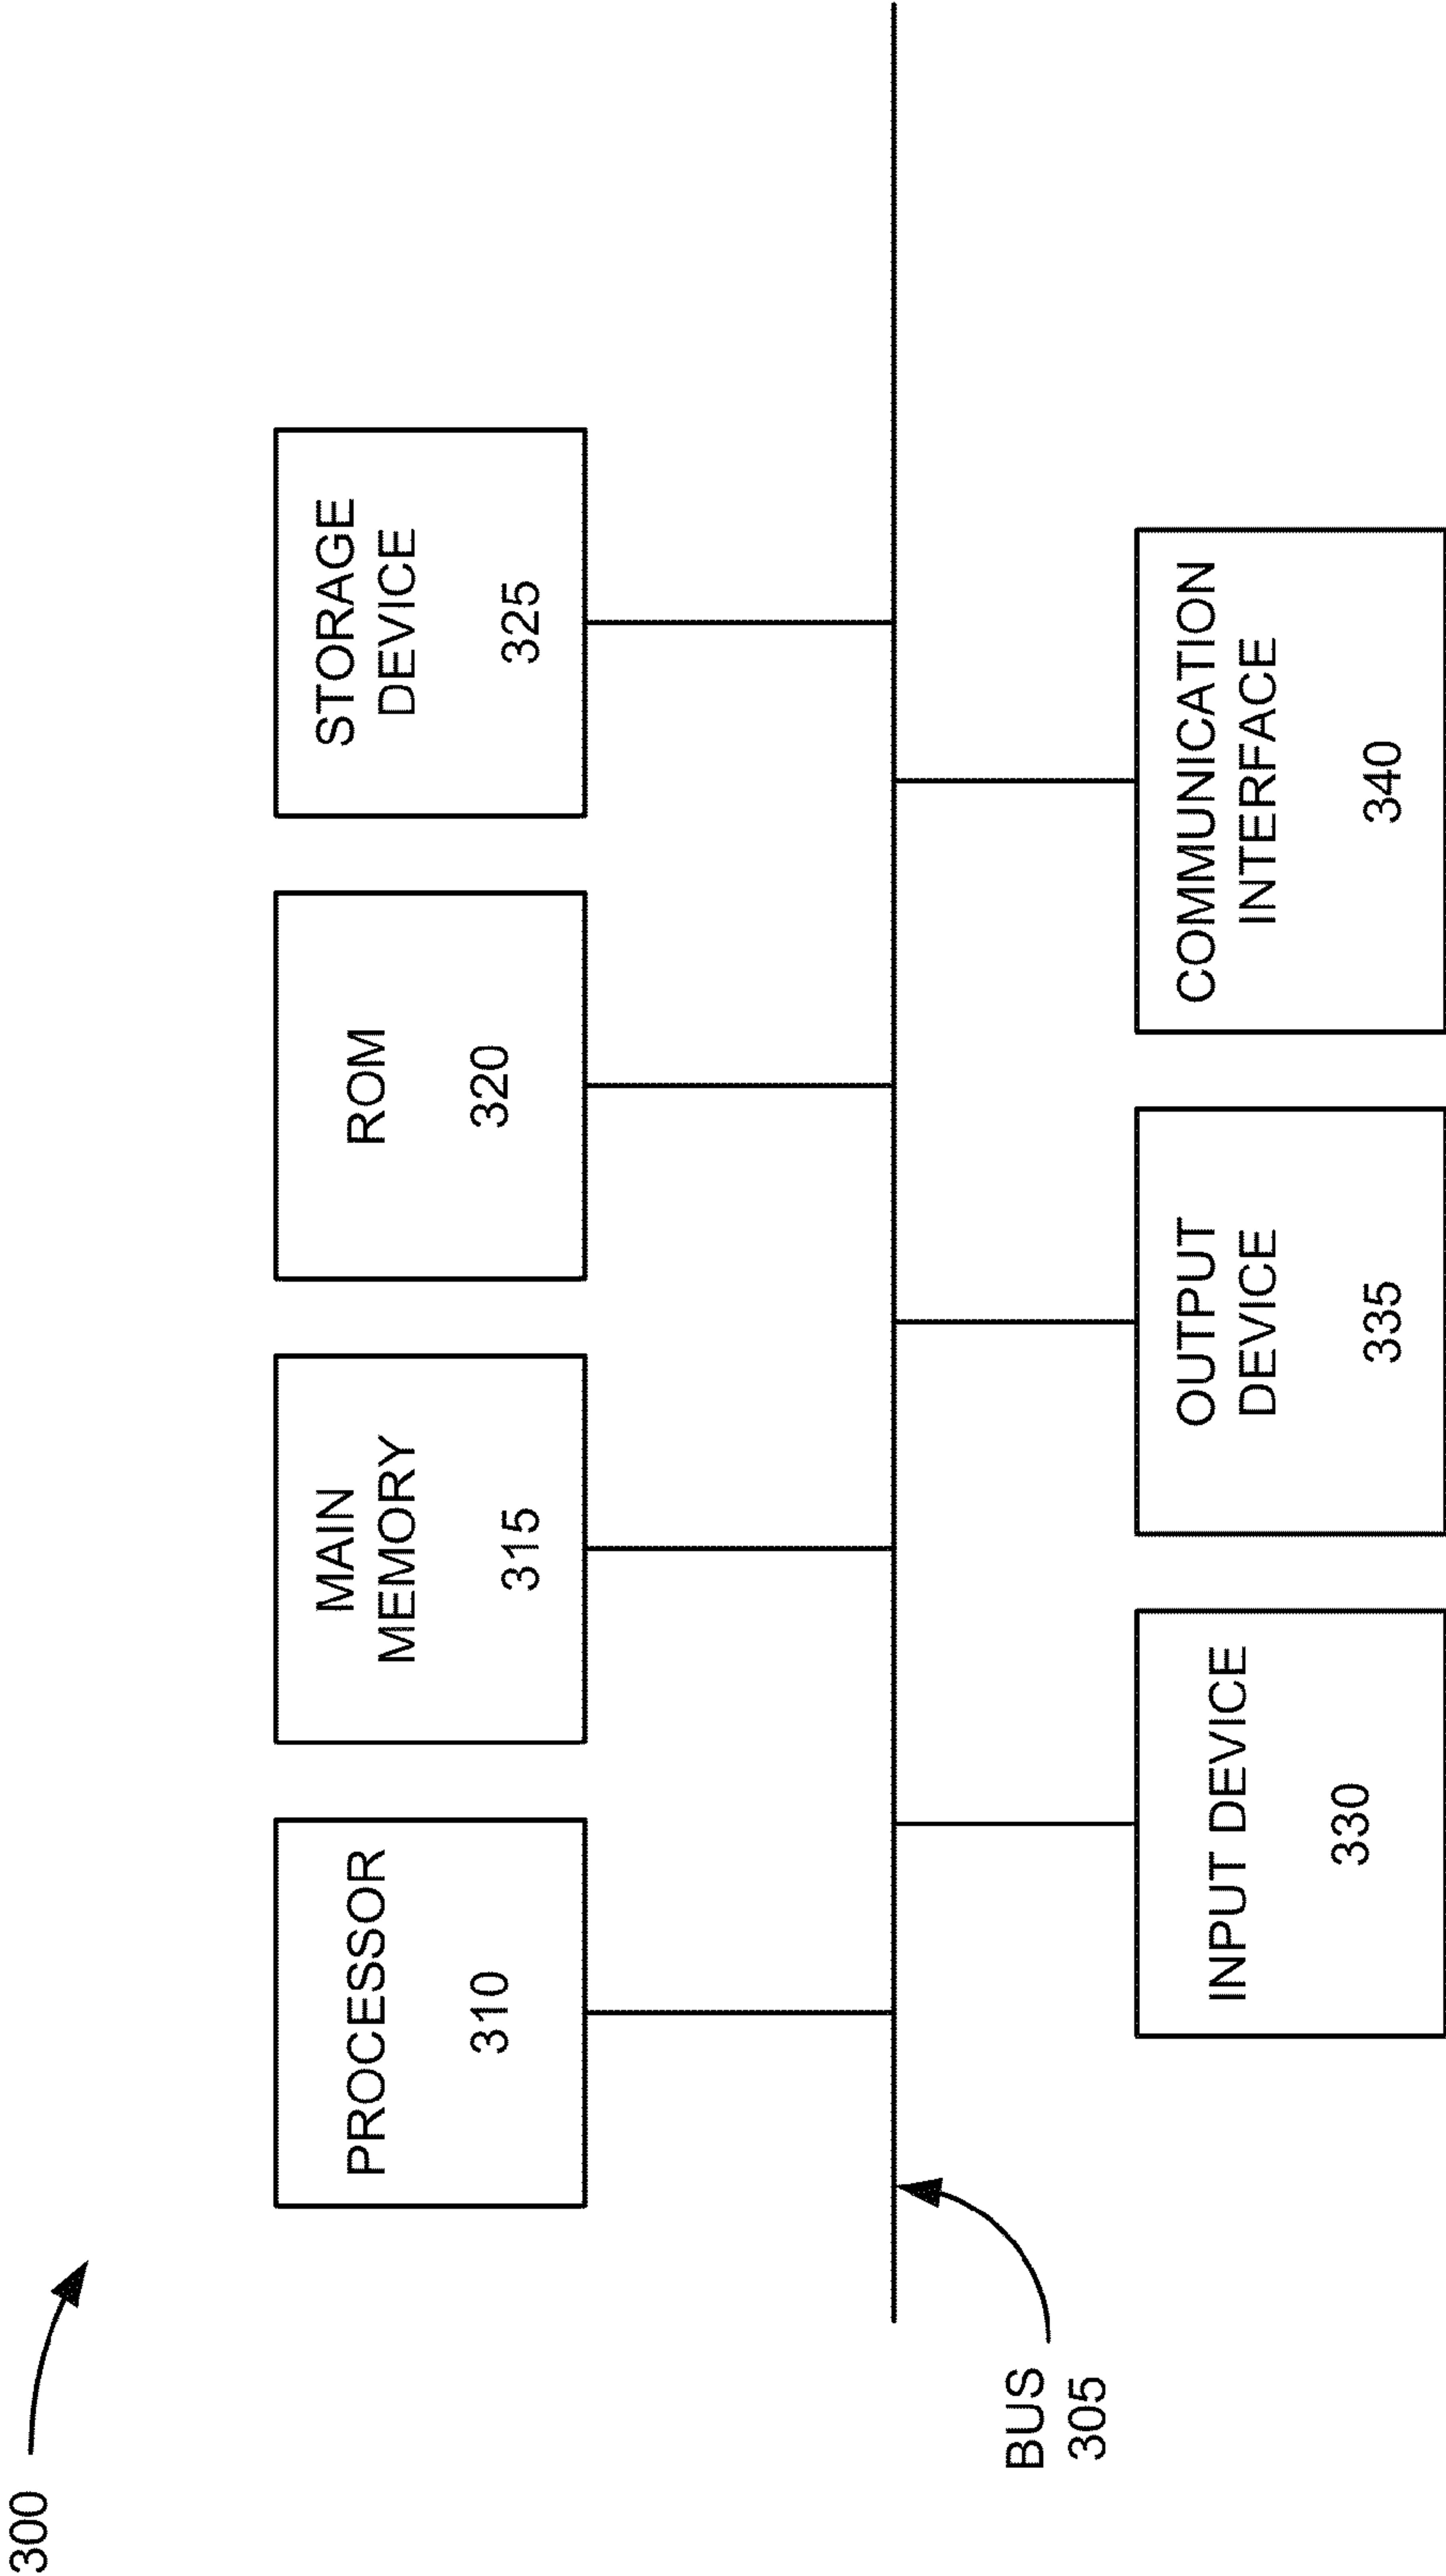 300
PROCESSOR
310
MAIN
MEMORY
315
ROM
320
STORAGE
DEVICE
325
BUS
305
INPUT DEVICE
330
OUTPUT
DEVICE
335
COMMUNICATION
INTERFACE
340